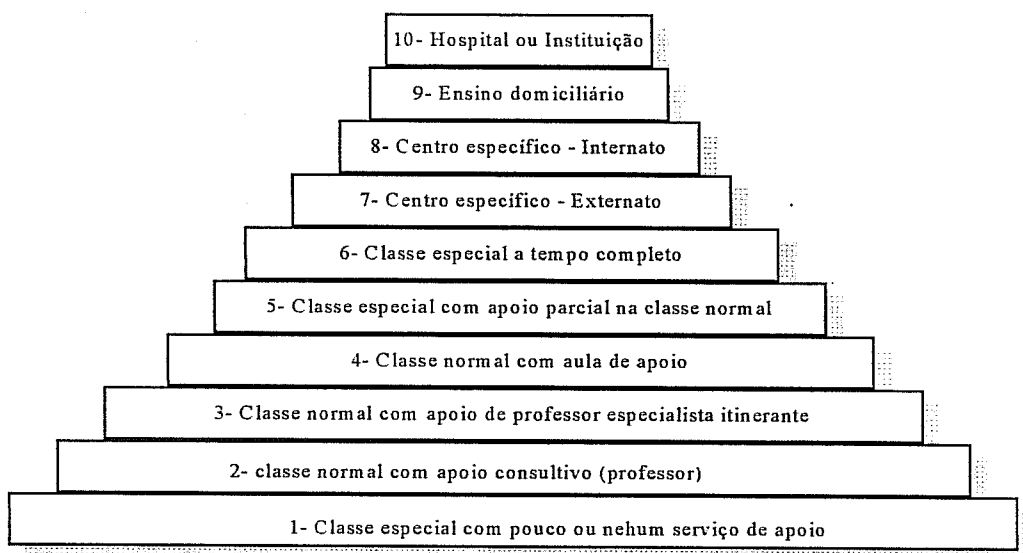 10- Hospital ou Instituição
9- Ensino domiciliário
8- Centro específico - Internato
7- Centro específico - Externato
6- Classe especial a tempo completo
5- Classe especial com apoio parcial na classe normal
4- Classe normal com aula de apoio
3- Classe normal com apoio de professor especialista itinerante
2- classe normal com apoio consultivo (professor)
1- Classe especial com pouco ou nehum serviço de apoio